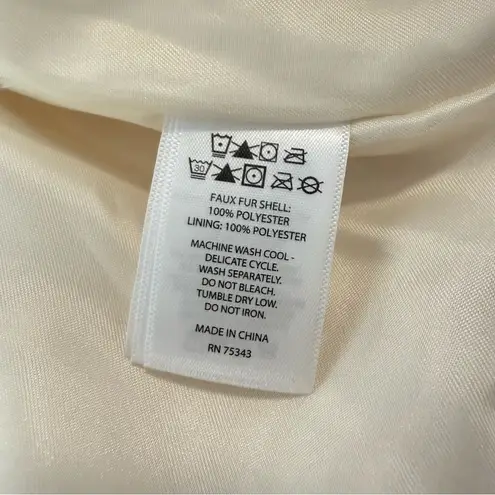 30
FAUX FUR SHELL:
100% POLYESTER
LINING: 100% POLYESTER
MACHINE WASH COOL -
DELICATE CYCLE.
WASH SEPARATELY.
DO NOT BLEACH.
TUMBLE DRY LOW.
DO NOT IRON.
MADE IN CHINA
RN 75343